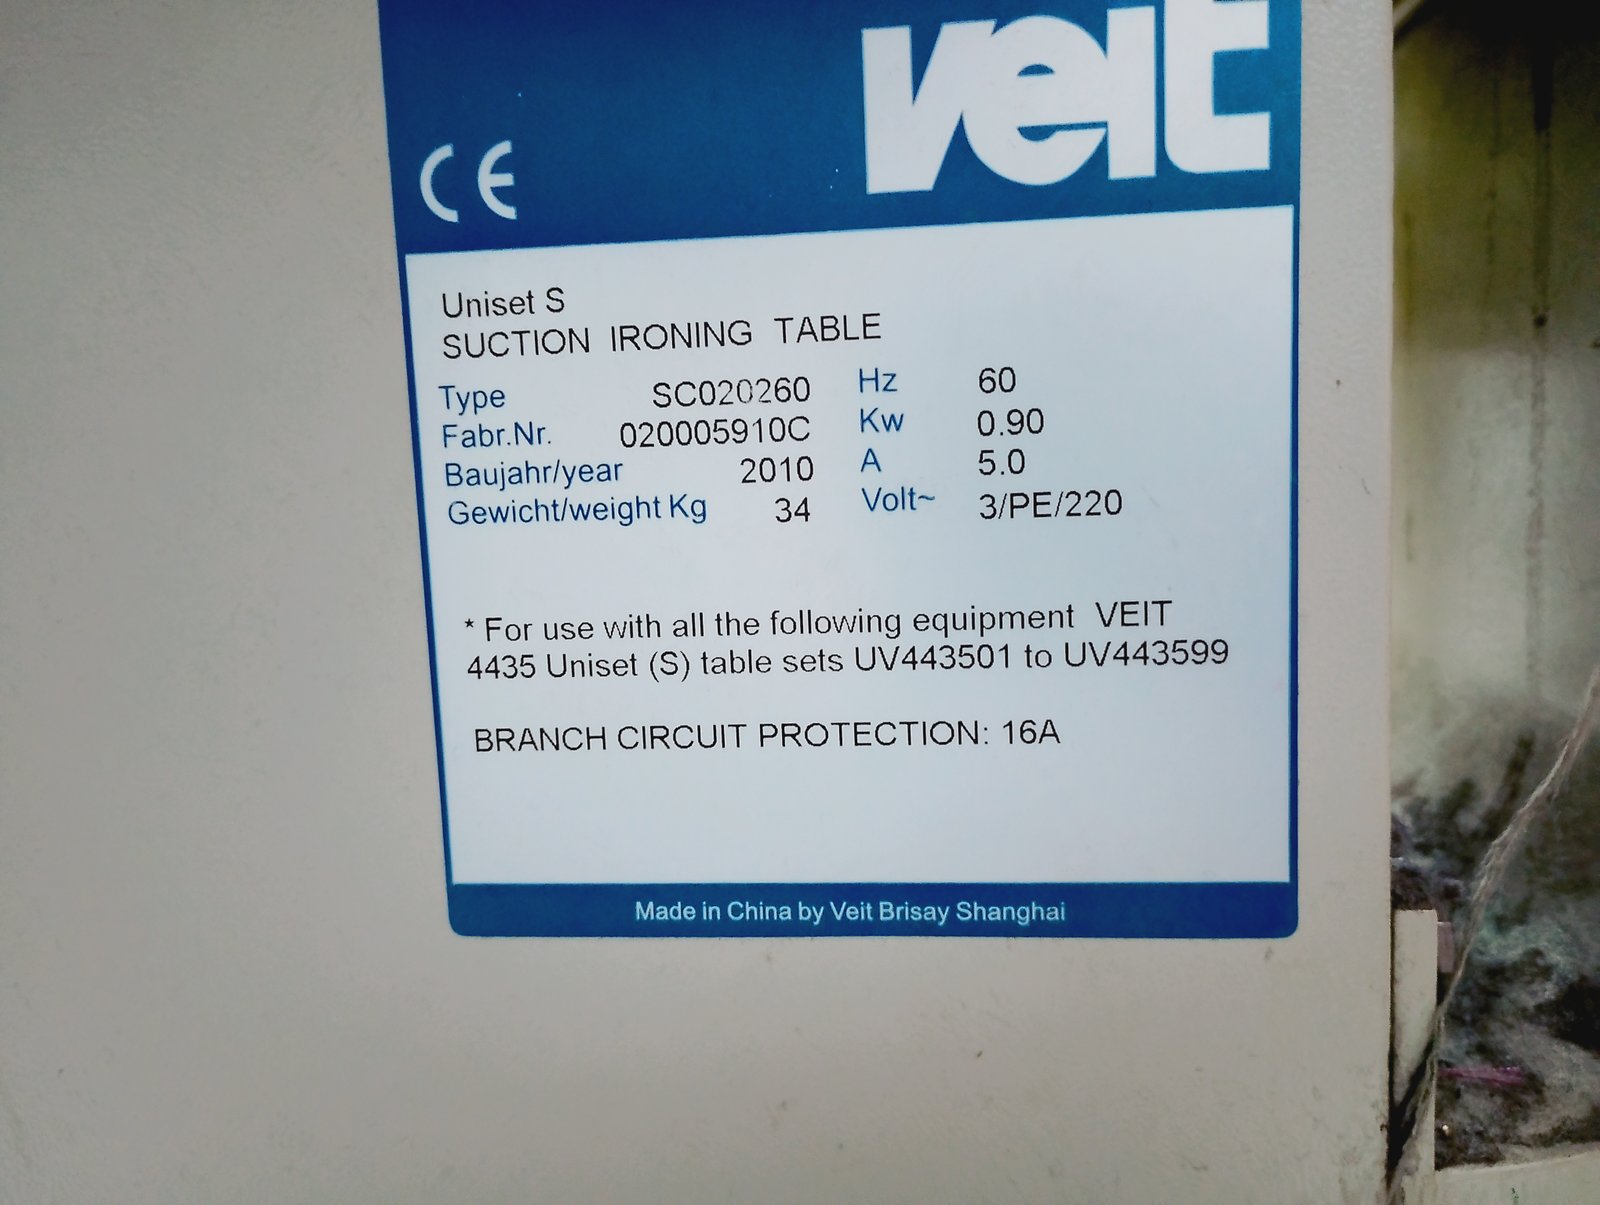 veit
CE
Uniset S
SUCTION IRONING TABLE
Type SC020260 Hz 60
Fabr.Nr. 020005910C Kw 0.90
Baujahr/year 2010 A 5.0
Gewicht/weight Kg 34 Volt~ 3/PE/220
* For use with all the following equipment VEIT
4435 Uniset (S) table sets UV443501 to UV443599
BRANCH CIRCUIT PROTECTION: 16A
Made in China by Veit Brisay Shanghai